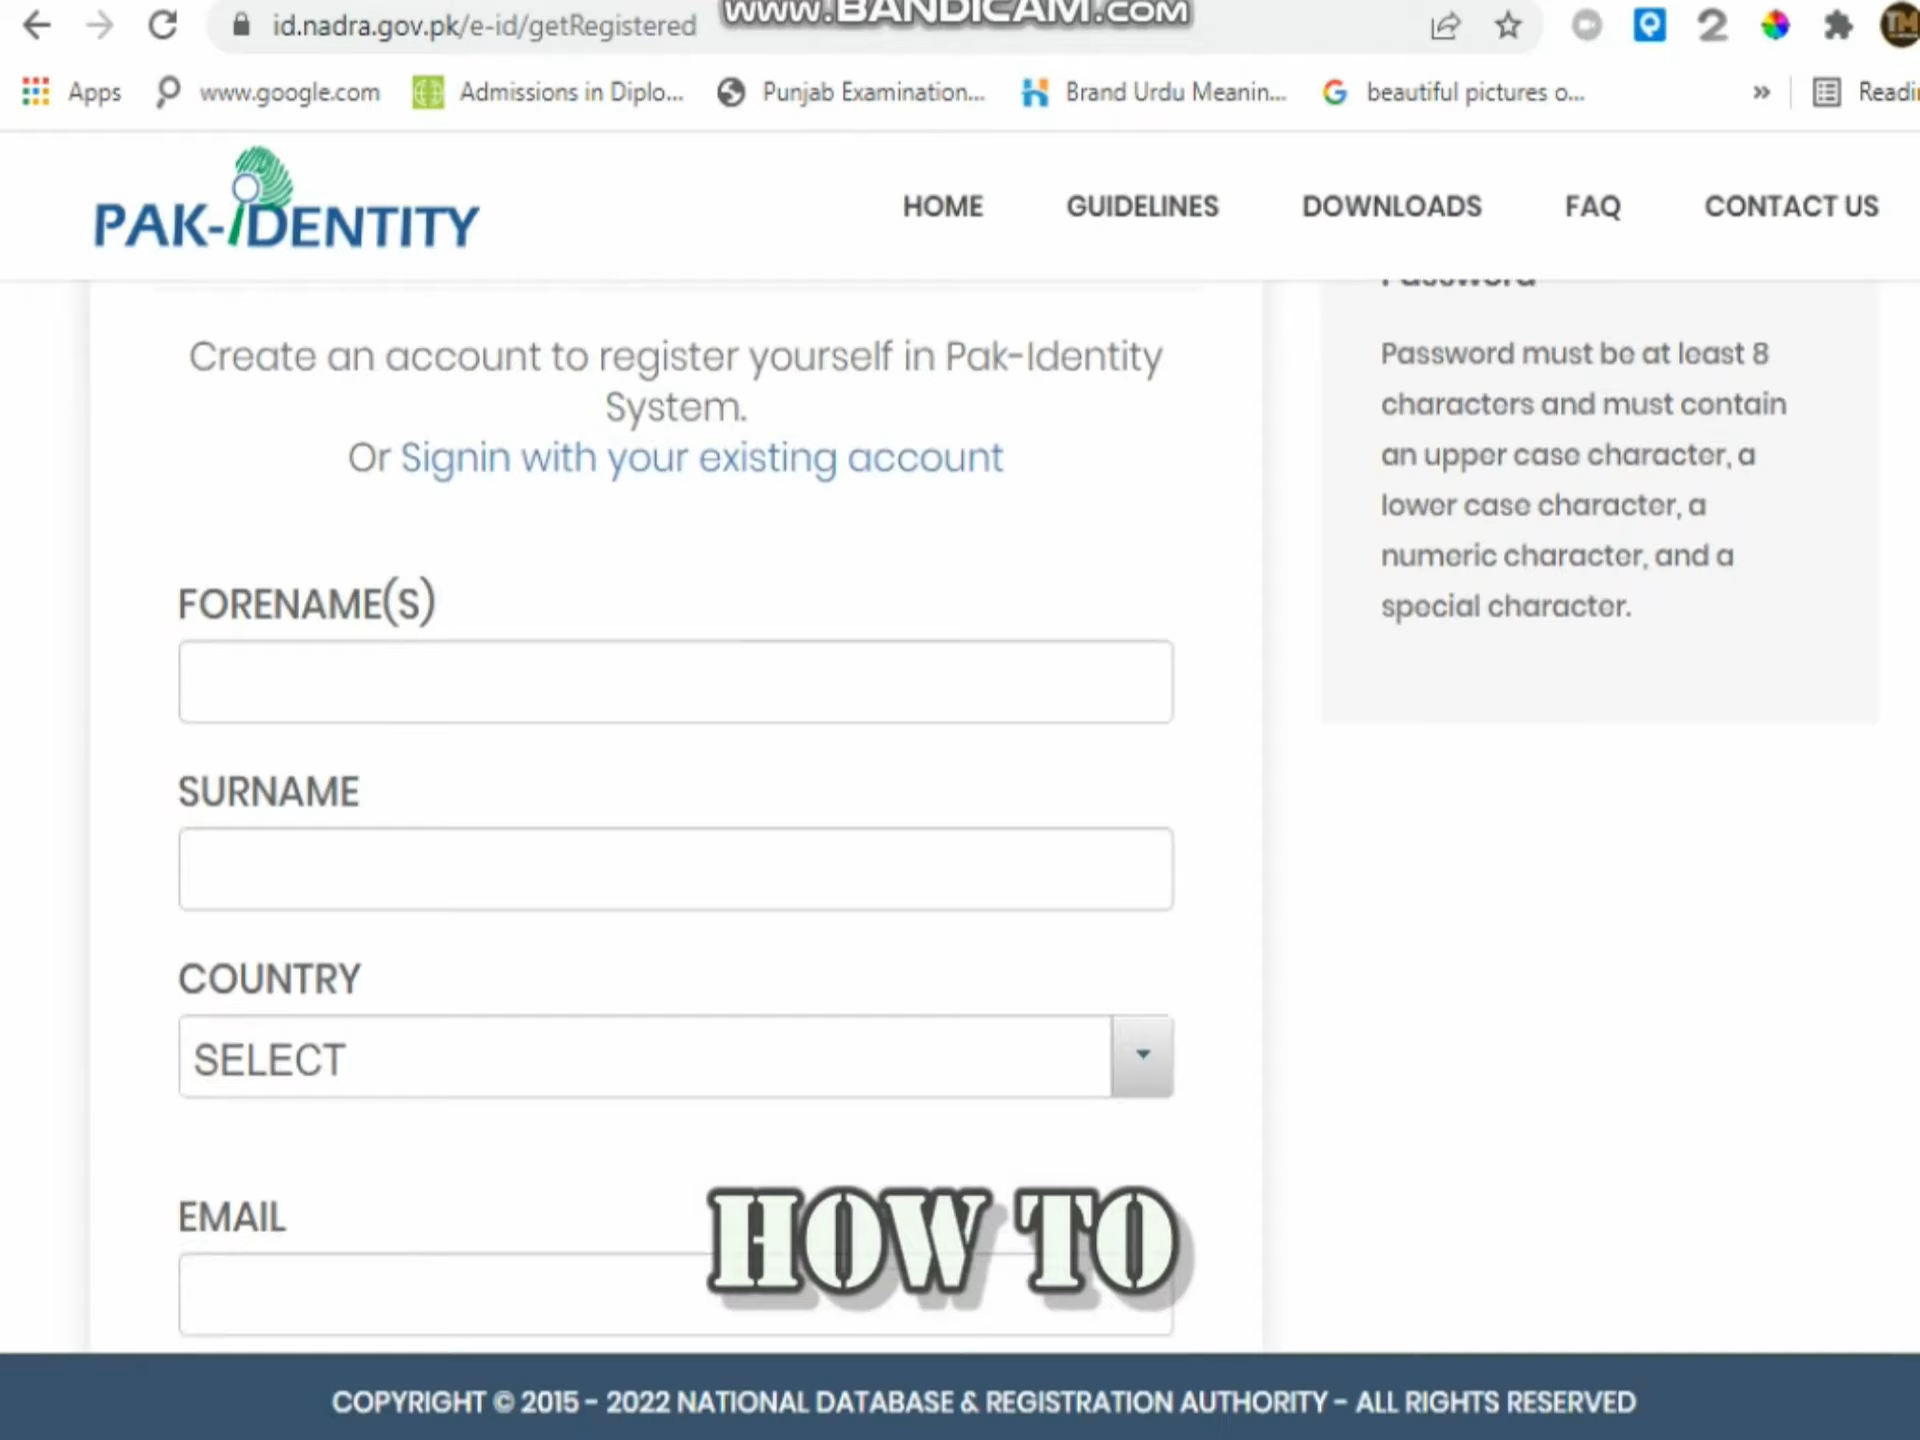 id.nadra.gov.pk/e-id/getRegistered
www.BANDICAM.com
2
TM
Apps
www.google.com
Admissions in Diplo...
Punjab Examination...
Brand Urdu Meanin...
beautiful pictures o...
»
Readi
PAK-iDENTITY
HOME
GUIDELINES
DOWNLOADS
FAQ
CONTACT US
Create an account to register yourself in Pak-Identity
System.
Or Signin with your existing account
FORENAME(S)
SURNAME
COUNTRY
SELECT
EMAIL
HOW TO
Password
Password must be at least 8
characters and must contain
an upper case character, a
lower case character, a
numeric character, and a
special character.
COPYRIGHT © 2015 - 2022 NATIONAL DATABASE & REGISTRATION AUTHORITY - ALL RIGHTS RESERVED